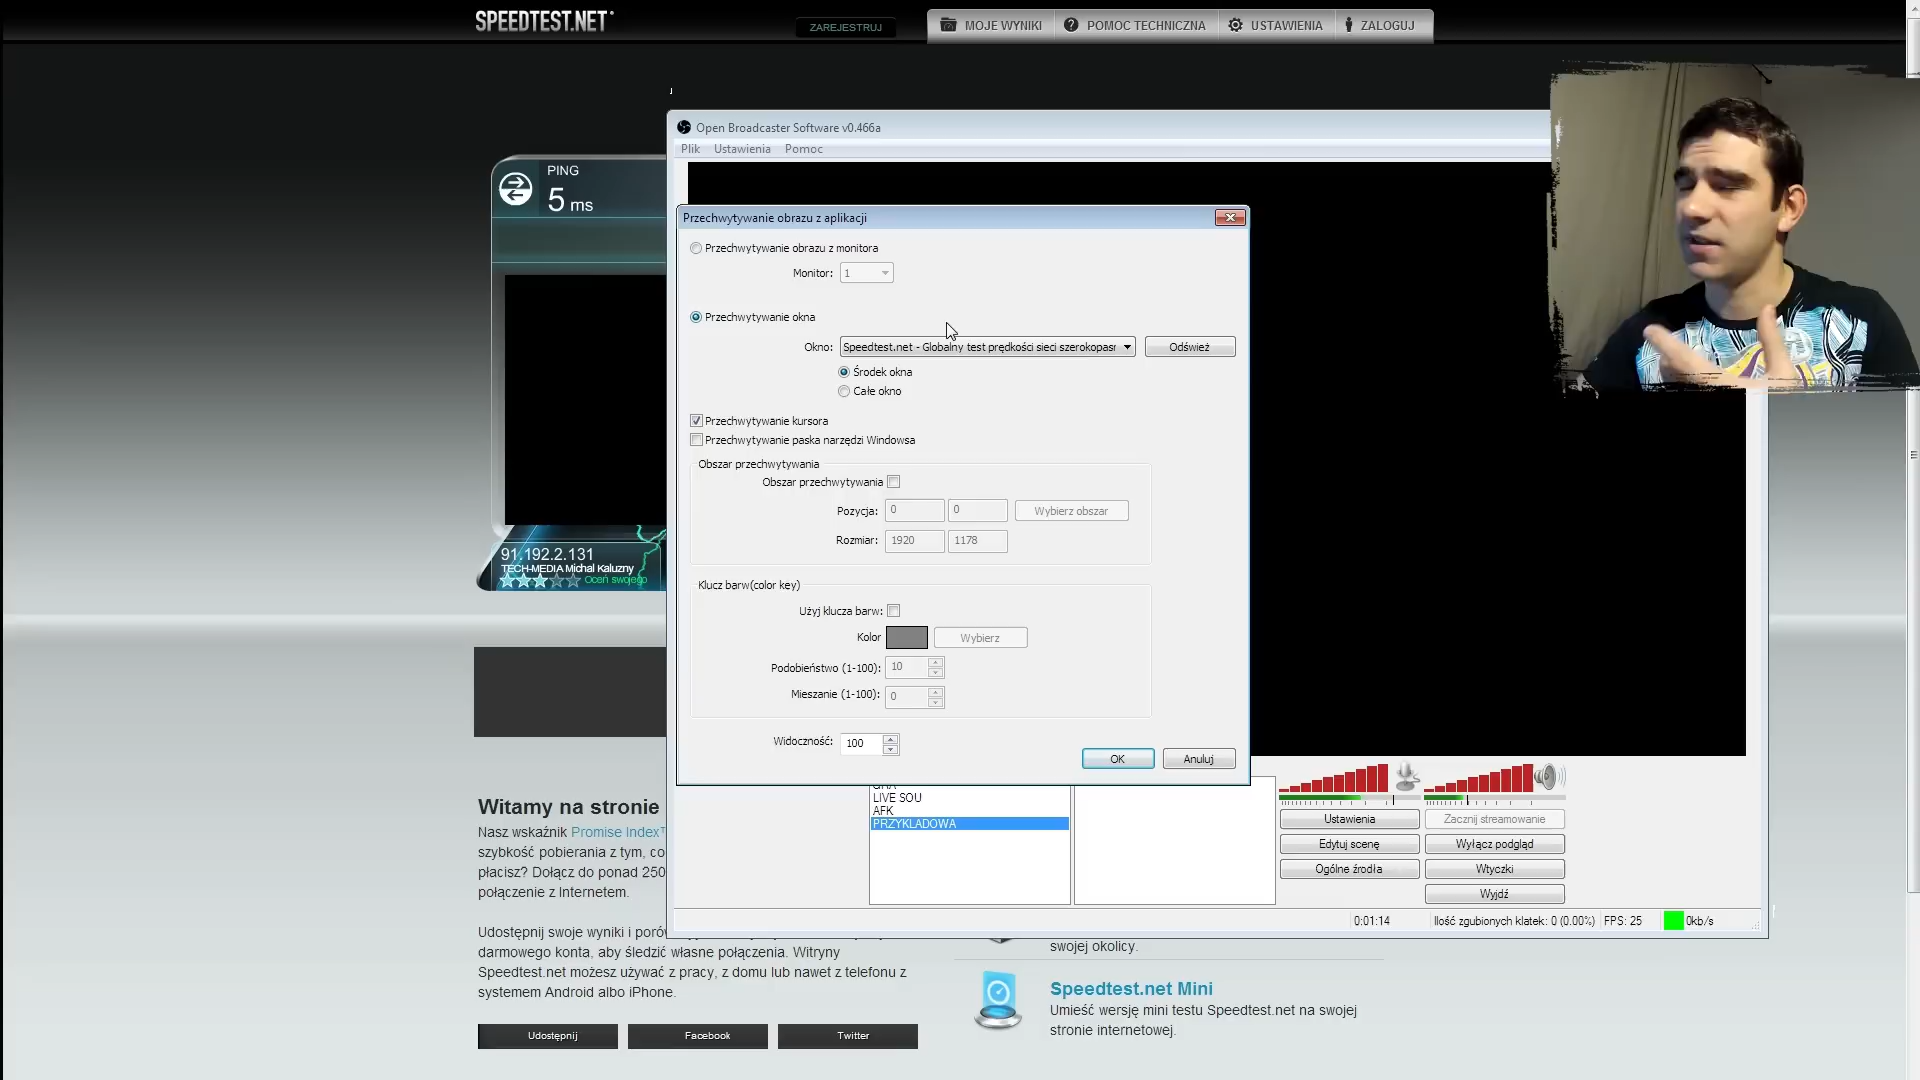 SPEEDTEST.NET
ZAREJESTRUJ
MOJE WYNIKI
POMOC TECHNICZNA
USTAWIENIA
ZALOGUJ
Open Broadcaster Software v0.466a
Plik Ustawienia Pomoc
PING
5 ms
Przechwytywanie obrazu z aplikacji
Przechwytywanie obrazu z monitora
Monitor: 1
Przechwytywanie okna
Okno: Speedtest.net - Globalny test prędkości sieci szerokopasr
Odśwież
Środek okna
Całe okno
Przechwytywanie kursora
Przechwytywanie paska narzędzi Windowsa
Obszar przechwytywania
Obszar przechwytywania
Pozycja: 0 0 Wybierz obszar
Rozmiar: 1920 1178
Klucz barw(color key)
Użyj klucza barw:
Kolor Wybierz
Podobieństwo (1-100): 10
Mieszanie (1-100): 0
Widoczność: 100
OK Anuluj
91.192.2.131
TECH-MEDIA Michal Kaluzny
Oceń swojego
GRA
LIVE SOU
AFK
PRZYKLADOWA
Ustawienia
Zacznij streamowanie
Edytuj scenę
Wyłącz podgląd
Ogólne źródła
Wtyczki
Wyjdź
0:01:14
Ilość zgubionych klatek: 0 (0.00%)
FPS: 25
0kb/s
Witamy na stronie
Nasz wskaźnik Promise Index
szybkość pobierania z tym, co
płacisz? Dołącz do ponad 250
połączenie z Internetem.
Udostępnij swoje wyniki i porów
darmowego konta, aby śledzić własne połączenia. Witryny
Speedtest.net możesz używać z pracy, z domu lub nawet z telefonu z
systemem Android albo iPhone.
Udostępnij
Facebook
Twitter
swojej okolicy.
Speedtest.net Mini
Umieść wersję mini testu Speedtest.net na swojej
stronie internetowej.